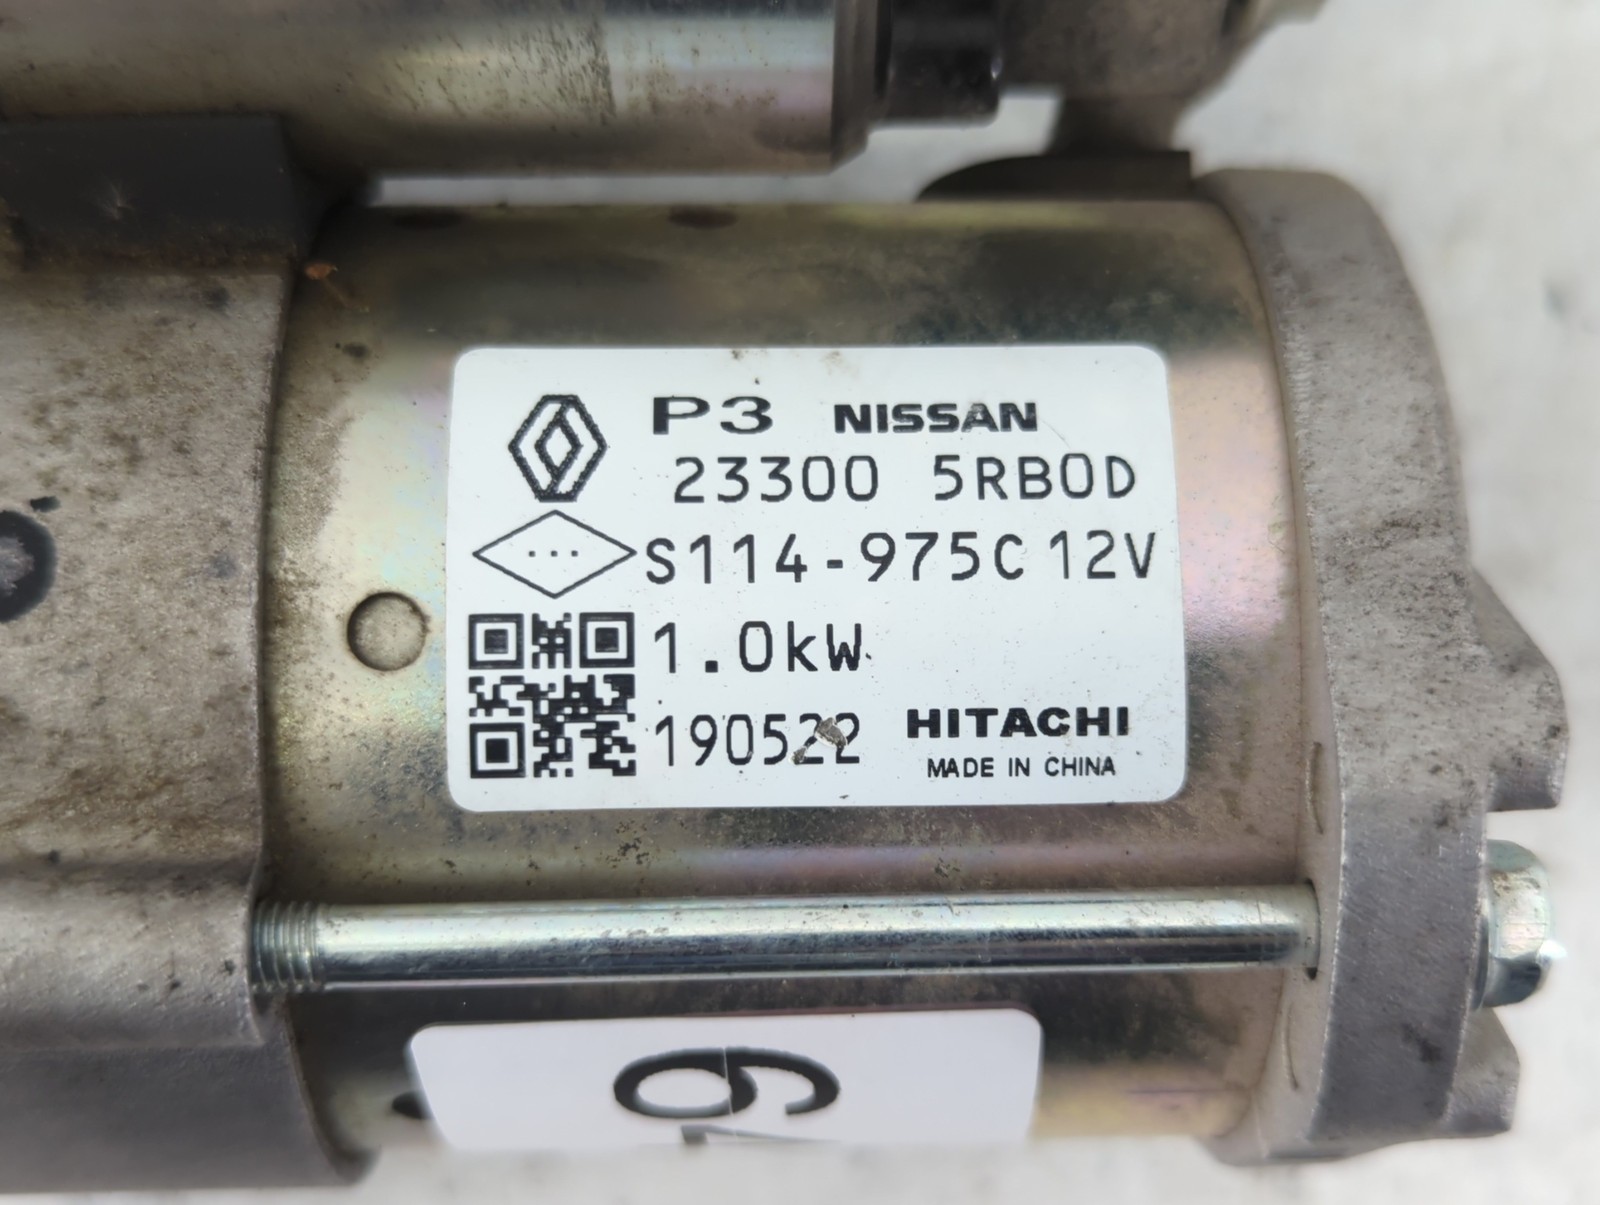 P3 NISSAN
23300 5RB0D
S114-975C 12V
1.0kW
190522 HITACHI
MADE IN CHINA